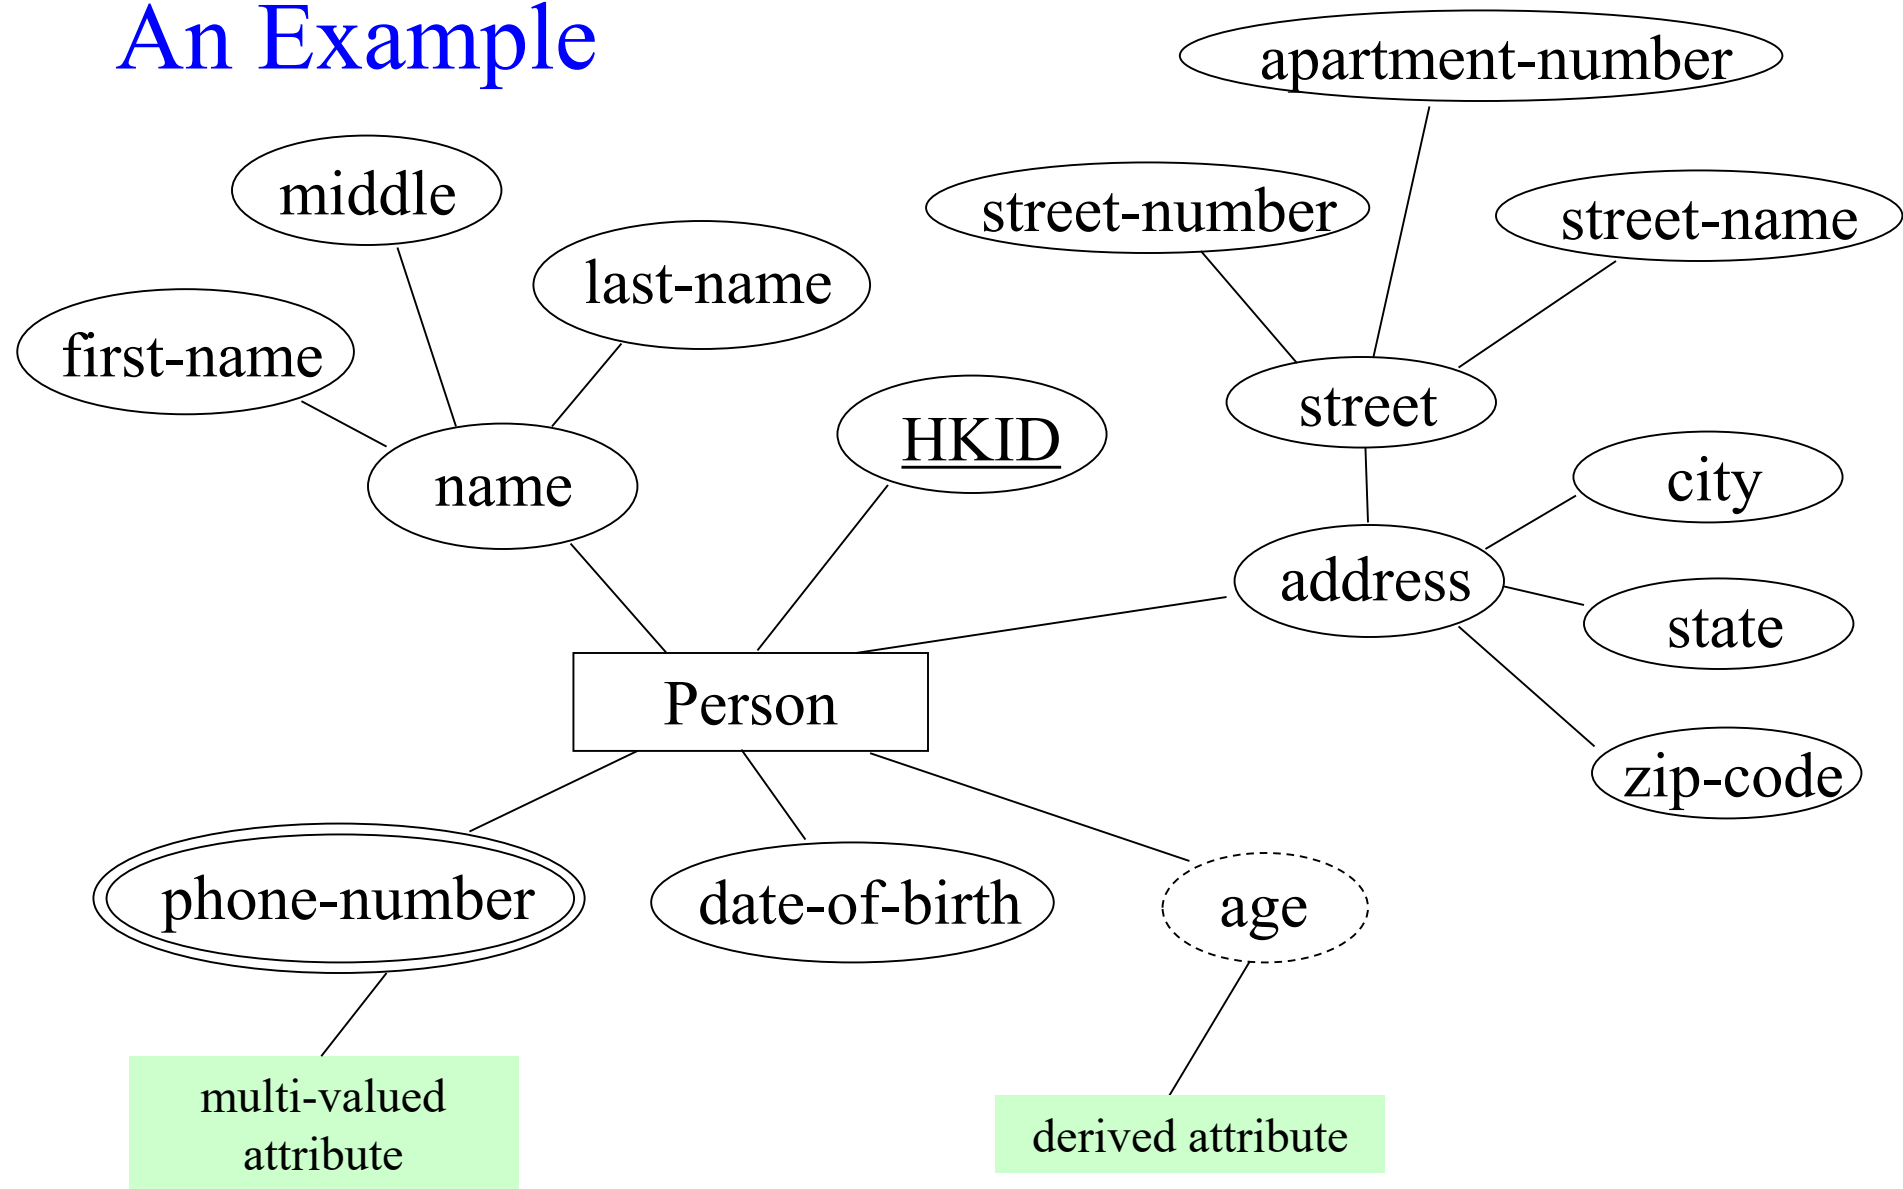 An Example
apartment-number
middle
street-number
street-name
last-name
first-name
street
HKID
city
name
address
state
Person
zip-code
phone-number
date-of-birth
age
multi-valued
attribute
derived attribute